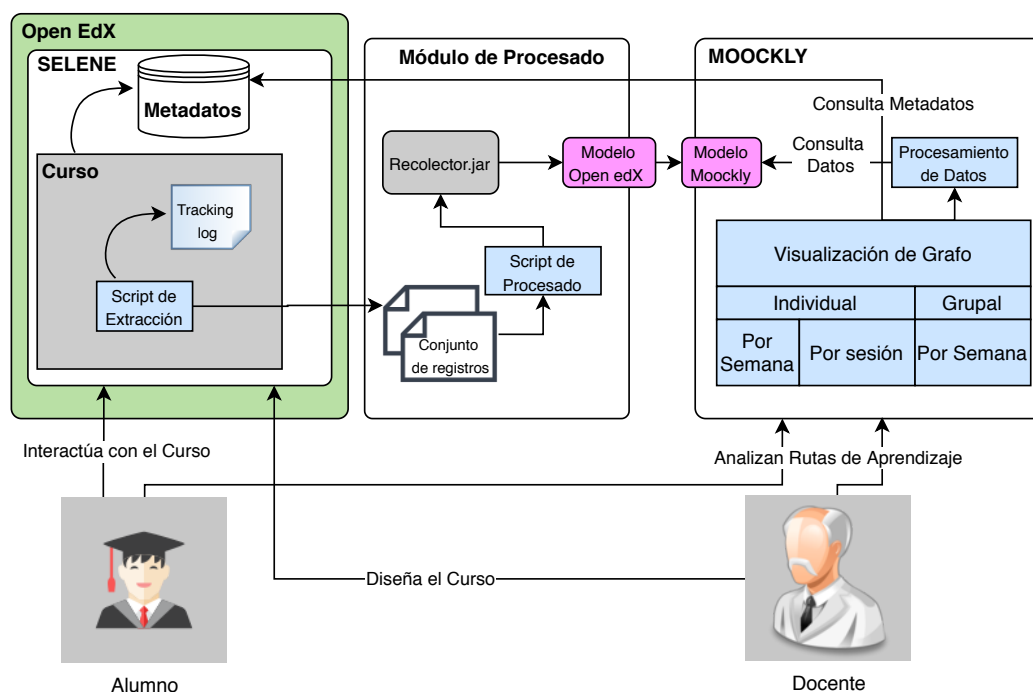 Open EdX
SELENE
Metadatos
Curso
Tracking
log
Script de
Extracción
Módulo de Procesado
Recolector.jar
Modelo
Open edX
Script de
Procesado
Conjunto
de registros
MOOCKLY
Consulta Metadatos
Modelo
Moockly
Consulta
Datos
Procesamiento
de Datos
Visualización de Grafo
Individual
Grupal
Por
Semana
Por sesión
Por Semana
Interactúa con el Curso
Analizan Rutas de Aprendizaje
Diseña el Curso
Alumno
Docente